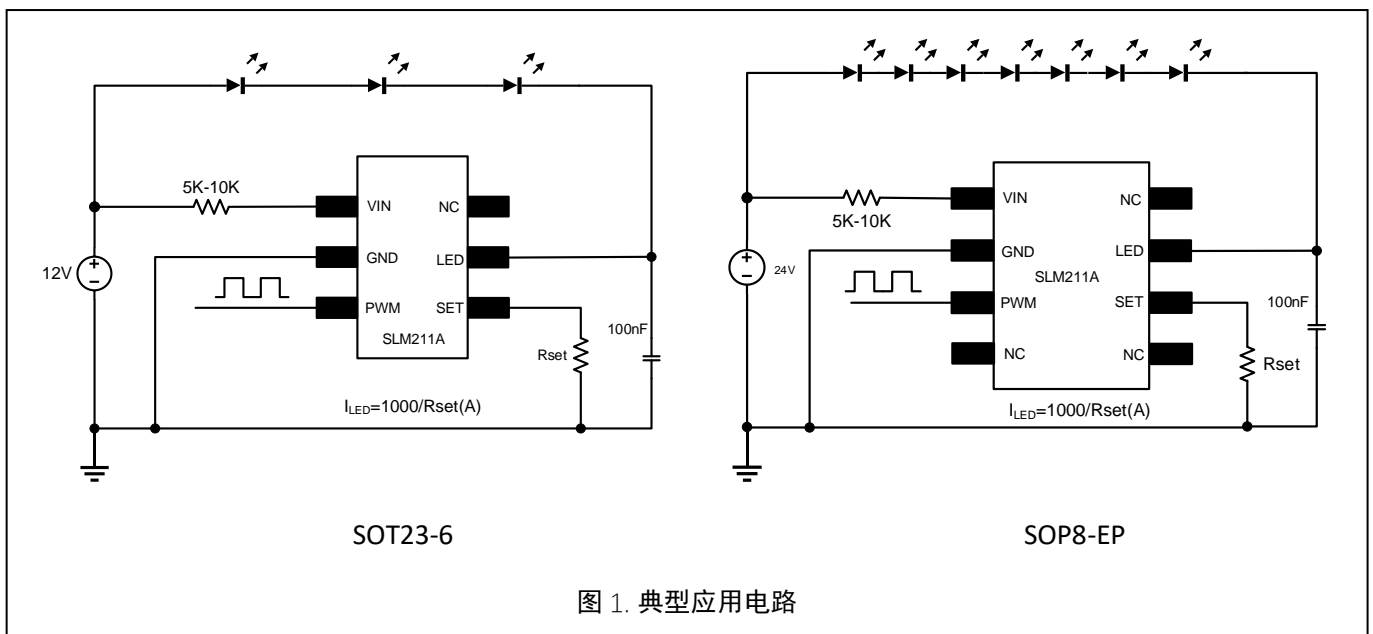 5K-10K
VIN
NC
GND
LED
12V
PWM
SET
SLM211A
Rset
100nF
I_LED=1000/Rset(A)
SOT23-6
5K-10K
VIN
NC
GND
LED
24V
SLM211A
PWM
SET
NC
NC
100nF
Rset
I_LED=1000/Rset(A)
SOP8-EP
图 1. 典型应用电路